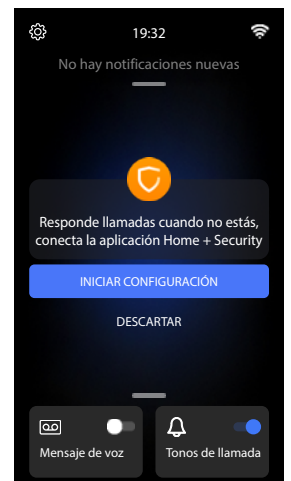 19:32
No hay notificaciones nuevas
Responde llamadas cuando no estás,
conecta la aplicación Home + Security
INICIAR CONFIGURACIÓN
DESCARTAR
Mensaje de voz
Tonos de llamada